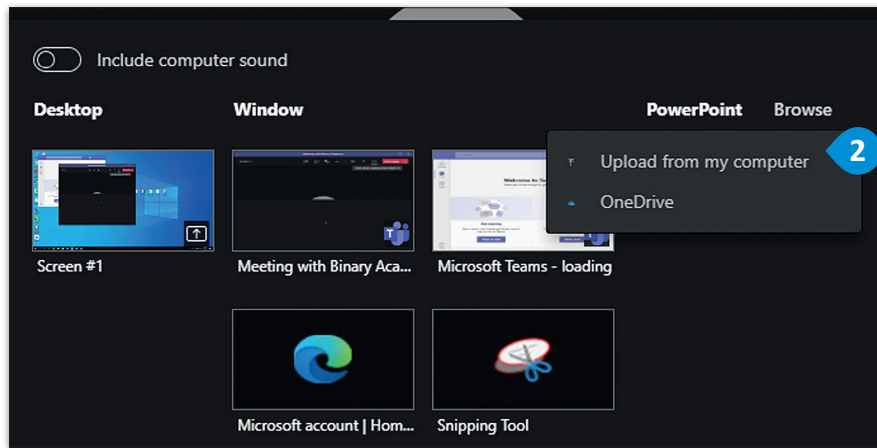 Include computer sound
Desktop
Window
PowerPoint
Browse
Upload from my computer
2
OneDrive
Screen #1
Meeting with Binary Aca...
Microsoft Teams - loading
Microsoft account | Hom...
Snipping Tool